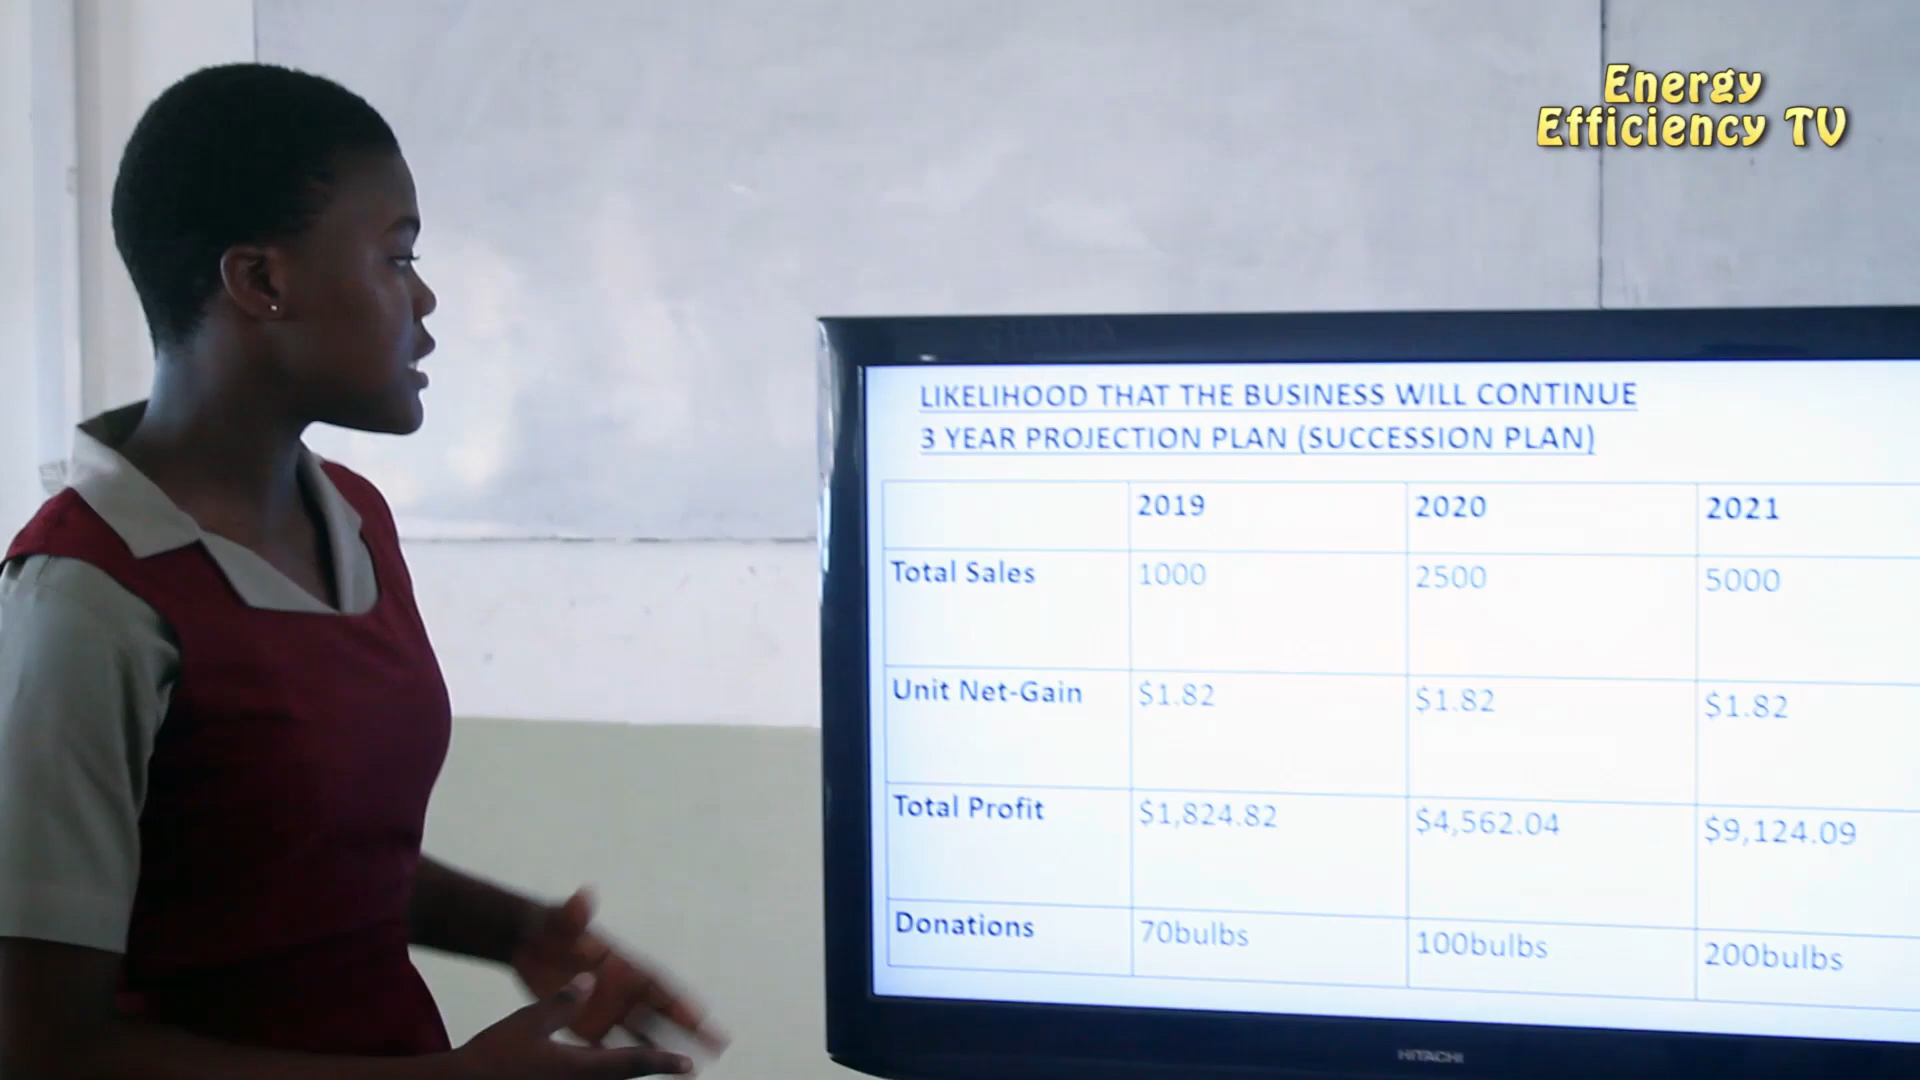 Energy
Efficiency TV
LIKELIHOOD THAT THE BUSINESS WILL CONTINUE
3 YEAR PROJECTION PLAN (SUCCESSION PLAN)
2019 2020 2021
Total Sales 1000 2500 5000
Unit Net-Gain $1.82 $1.82 $1.82
Total Profit $1,824.82 $4,562.04 $9,124.09
Donations 70bulbs 100bulbs 200bulbs
HITACHI